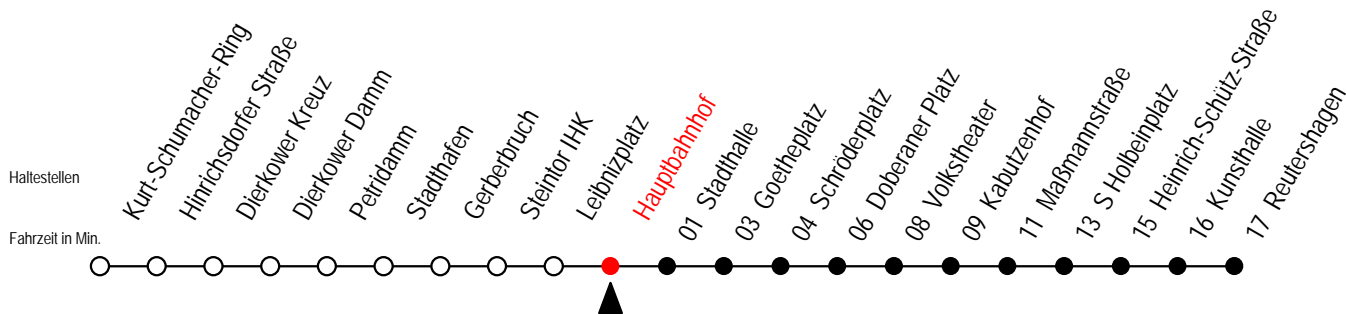 Haltestellen
Fahrzeit in Min.
Kurt-Schumacher-Ring
Hinrichsdorfer Straße
Dierkower Kreuz
Dierkower Damm
Petridamm
Stadthafen
Gerberbruch
Steintor IHK
Leibnizplatz
Hauptbahnhof
01 Stadthalle
03 Goetheplatz
04 Schröderplatz
06 Doberaner Platz
08 Volkstheater
09 Kabutzenhof
11 Maßmannstraße
13 S Holbeinplatz
15 Heinrich-Schütz-Straße
16 Kunsthalle
17 Reutershagen